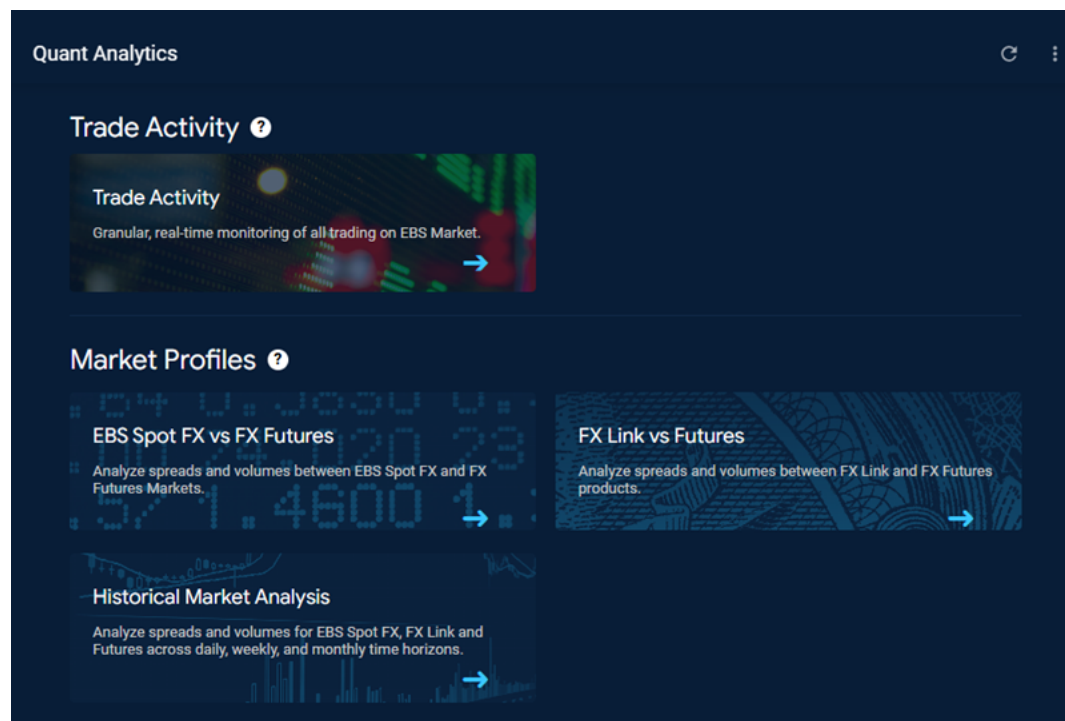 Quant Analytics
Trade Activity ?
Trade Activity
Granular, real-time monitoring of all trading on EBS Market.
Market Profiles ?
EBS Spot FX vs FX Futures
Analyze spreads and volumes between EBS Spot FX and FX
Futures Markets.
FX Link vs Futures
Analyze spreads and volumes between FX Link and FX Futures
products.
Historical Market Analysis
Analyze spreads and volumes for EBS Spot FX, FX Link and
Futures across daily, weekly, and monthly time horizons.